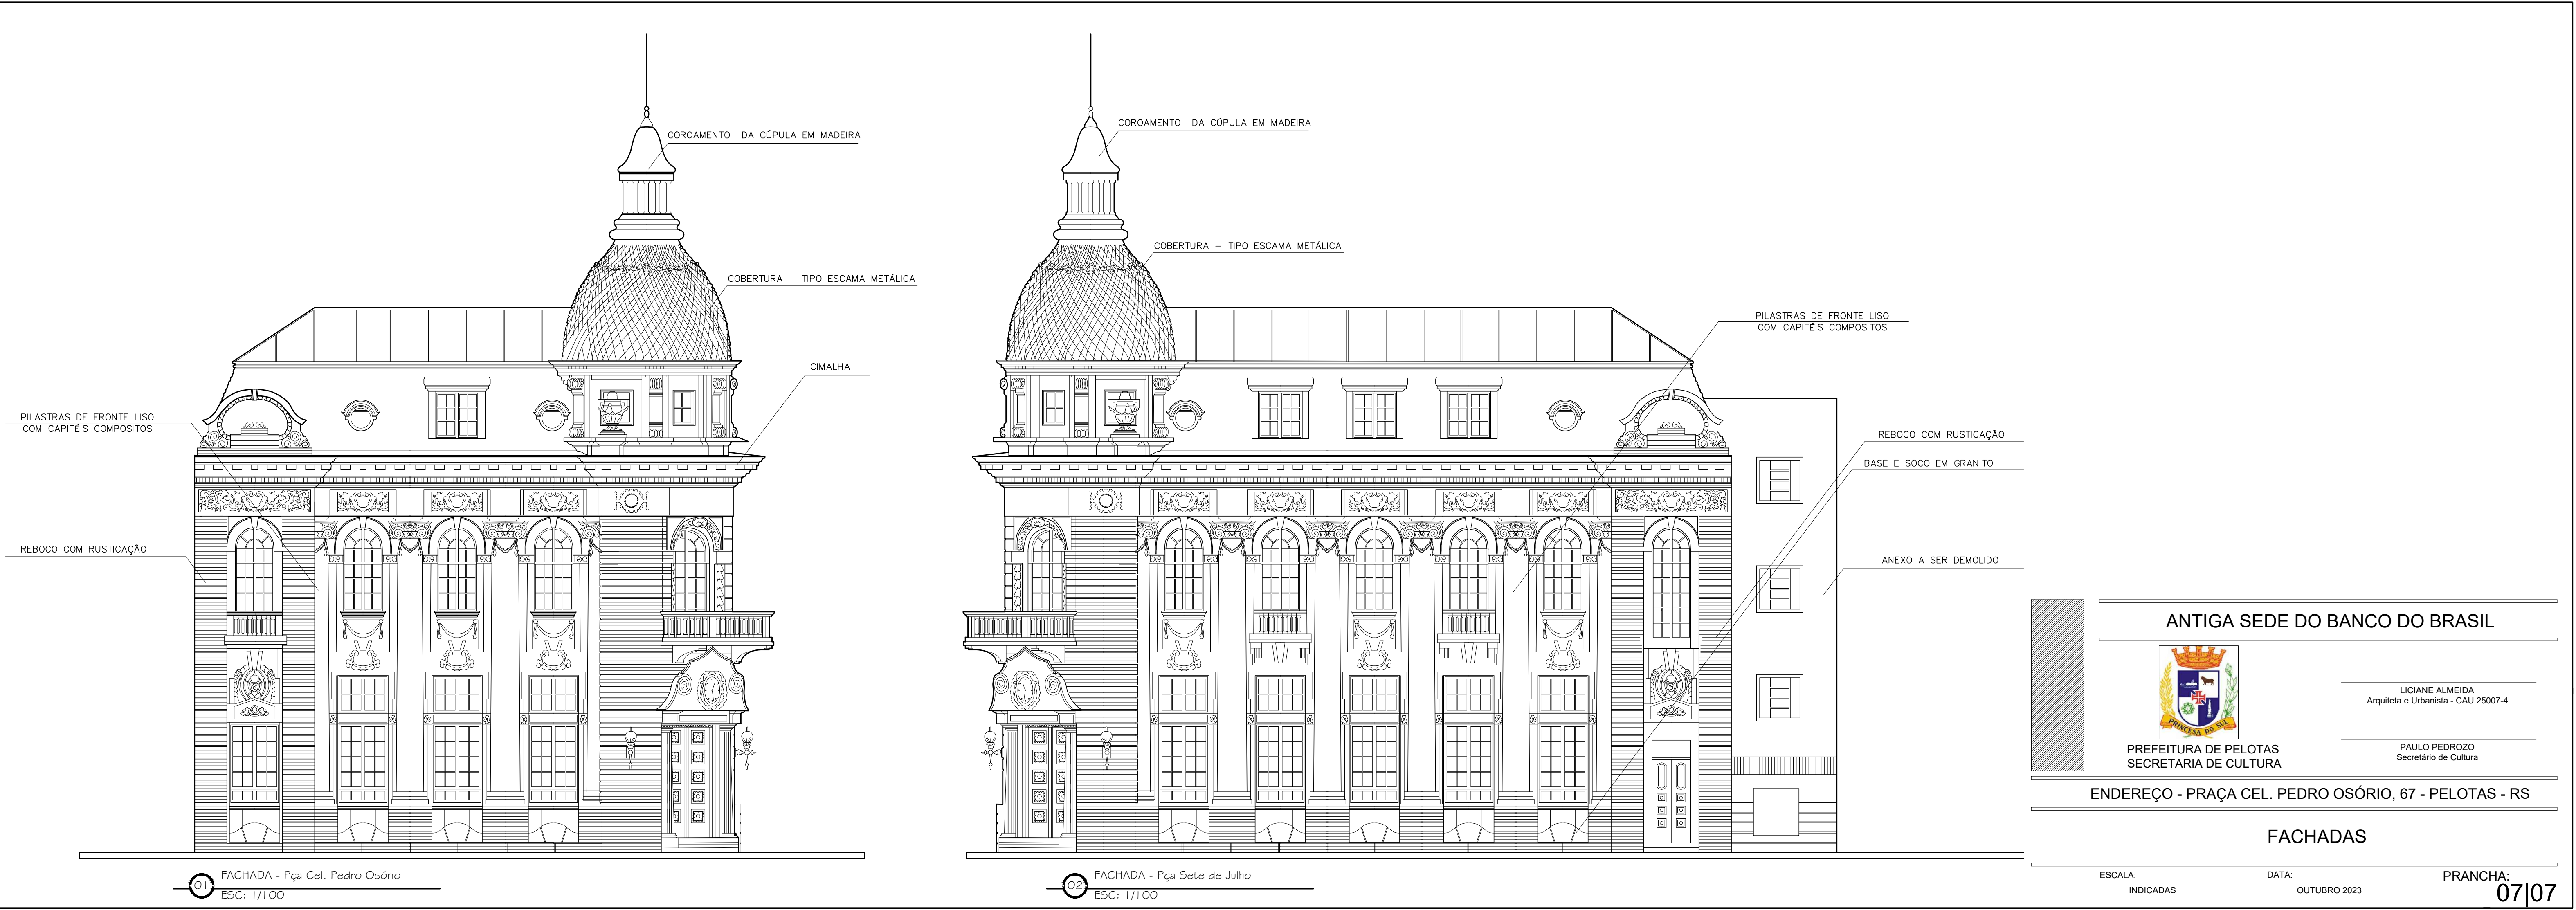 COROAMENTO DA CÚPULA EM MADEIRA
COBERTURA – TIPO ESCAMA METÁLICA
CIMALHA
PILASTRAS DE FRONTE LISO
COM CAPITÉIS COMPOSITOS
REBOCO COM RUSTICAÇÃO
01
FACHADA - Pça Cel. Pedro Osório
ESC: 1/100
COROAMENTO DA CÚPULA EM MADEIRA
COBERTURA – TIPO ESCAMA METÁLICA
PILASTRAS DE FRONTE LISO
COM CAPITÉIS COMPOSITOS
REBOCO COM RUSTICAÇÃO
BASE E SOCO EM GRANITO
ANEXO A SER DEMOLIDO
02
FACHADA - Pça Sete de Julho
ESC: 1/100
ANTIGA SEDE DO BANCO DO BRASIL
PRINCESA DO SUL
PREFEITURA DE PELOTAS
SECRETARIA DE CULTURA
LICIANE ALMEIDA
Arquiteta e Urbanista - CAU 25007-4
PAULO PEDROZO
Secretário de Cultura
ENDEREÇO - PRAÇA CEL. PEDRO OSÓRIO, 67 - PELOTAS - RS
FACHADAS
ESCALA:
INDICADAS
DATA:
OUTUBRO 2023
PRANCHA:
07|07